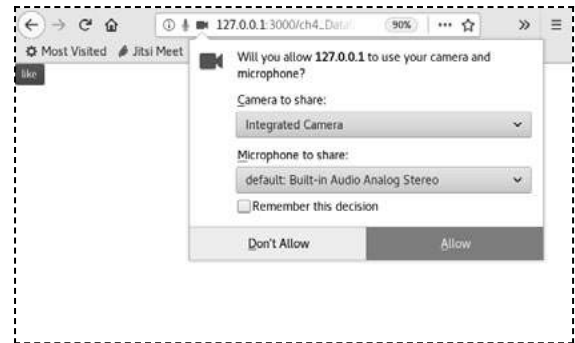 127.0.0.1:3000/ch4_Data 90%
Most Visited Jitsi Meet
like
Will you allow 127.0.0.1 to use your camera and
microphone?
Camera to share:
Integrated Camera
Microphone to share:
default: Built-in Audio Analog Stereo
Remember this decision
Don't Allow Allow